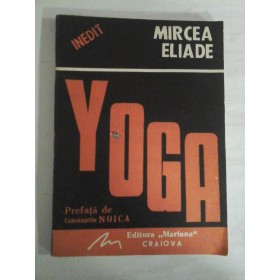 INEDIT
MIRCEA
ELIADE
YOGA
Prefață de
Constantin NOICA
Editura „Mariana"
CRAIOVA